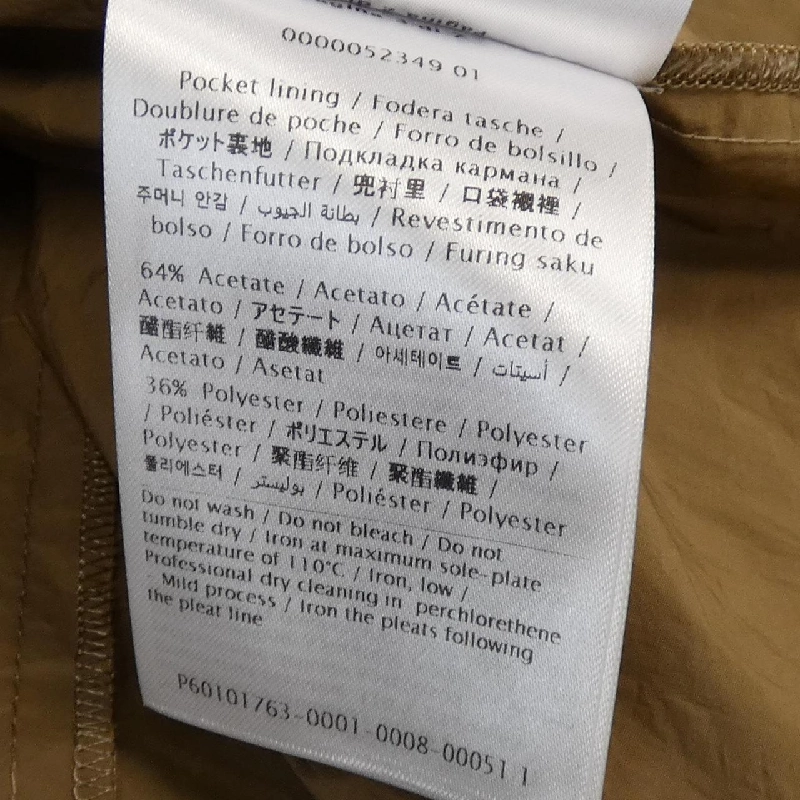 0000052349 01
Pocket lining / Fodera tasche /
Doublure de poche / Forro de bolsillo /
ポケット裏地 / Подкладка кармана /
Taschenfutter / 兜衬里 / 口袋襯裡 /
주머니 안감 / بطانة الجيوب / Revestimento de
bolso / Forro de bolso / Furing saku
64% Acetate / Acetato / Acétate /
Acetato / アセテート / Ацетат / Acetat /
醋酯纤維 / 醋酸纖維 / 아세테이트 / أسيتات /
Acetato / Asetat
36% Polyester / Poliestere / Polyester
/ Poliéster / ポリエステル / Полиэфир /
Polyester / 聚酯纤维 / 聚酯纖維 /
폴리에스터 / بوليستر / Poliéster / Polyester
Do not wash / Do not bleach / Do not
tumble dry / Iron at maximum sole-plate
temperature of 110°C / Iron, low /
Professional dry cleaning in perchlorethene
Mild process / Iron the pleats following
the pleat line
P60101763-0001-0008-00051 1